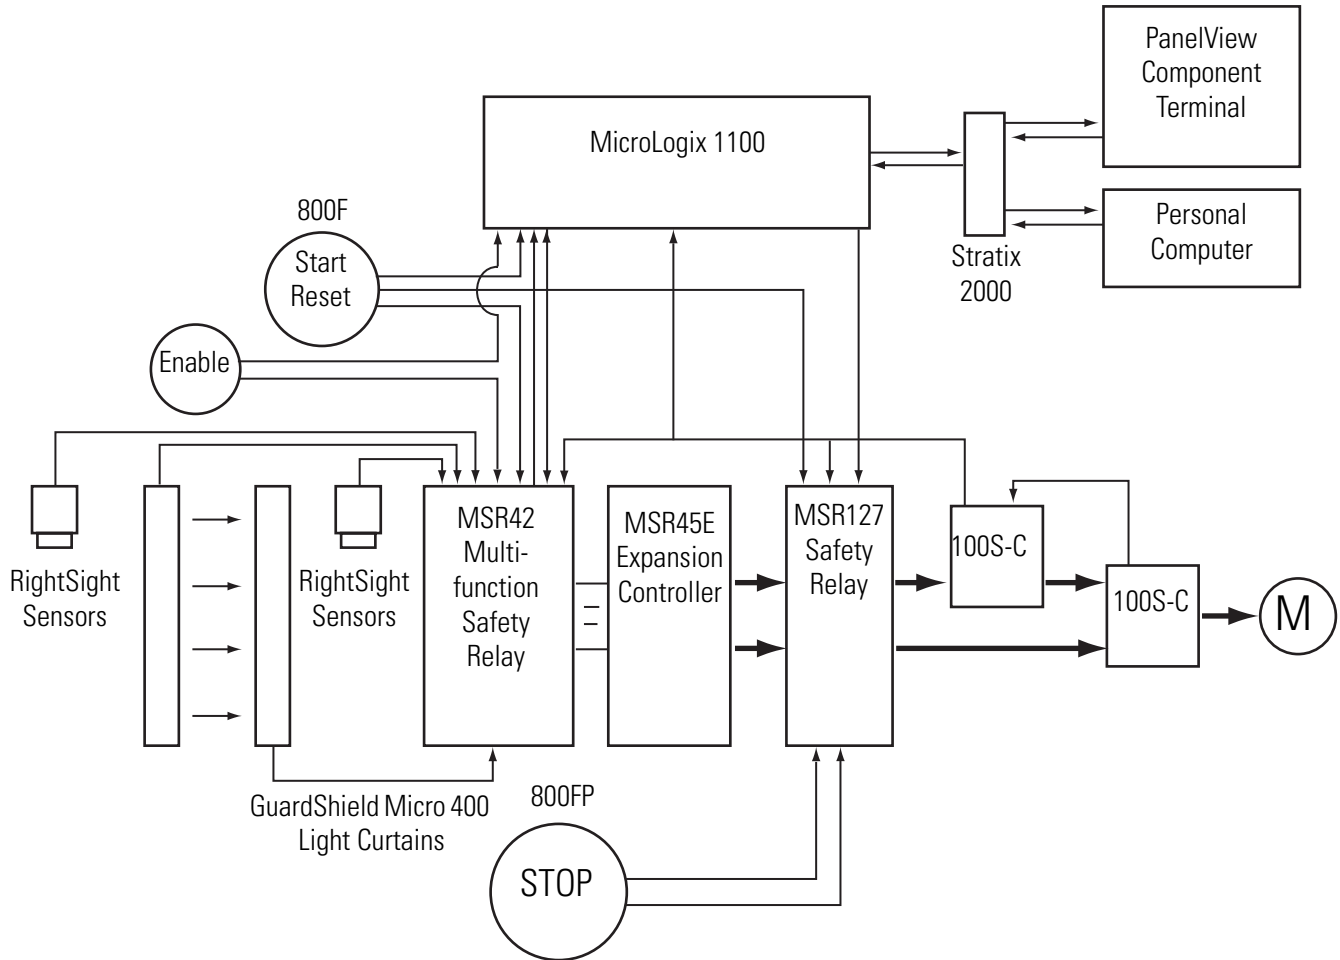 PanelView
Component
Terminal
MicroLogix 1100
800F
Start
Reset
Personal
Computer
Stratix
2000
Enable
RightSight
Sensors
RightSight
Sensors
MSR42
Multi-
function
Safety
Relay
MSR45E
Expansion
Controller
MSR127
Safety
Relay
100S-C
100S-C
M
GuardShield Micro 400
Light Curtains
800FP
STOP